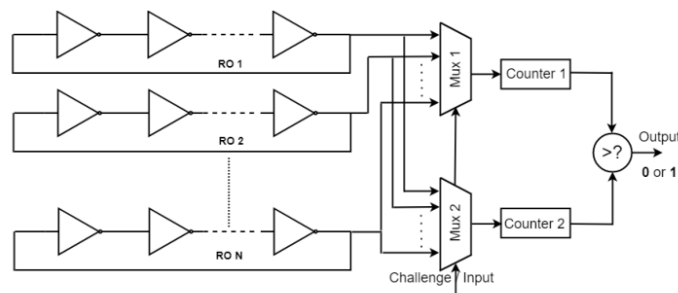 RO 1
RO 2
RO N
Mux 1
Mux 2
Counter 1
Counter 2
>?
Output
0 or 1
Challenge / Input